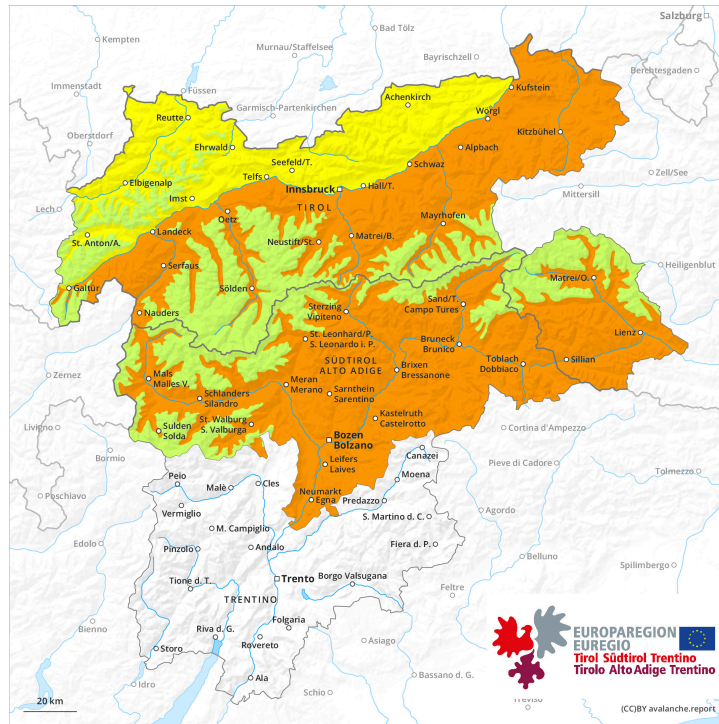 Salzburg
Bad Tölz
Kempten
Murnau/Staffelsee
Bayrischzell
Berchtesgaden
Immenstadt
Füssen
Garmisch-Partenkirchen
Achenkirch
Kufstein
Reutte
Wörgl
Oberstdorf
Ehrwald
Kitzbühel
Alpbach
Seefeld/T.
Schwaz
Zell/See
Telfs
Elbigenalp
Innsbruck
Hall/T.
Mittersill
Imst
TIROL
Lech
Oetz
Mayrhofen
St. Anton/A.
Landeck
Neustift/St.
Matrei/B.
Heiligenblut
Serfaus
Matrei/O.
Galtür
Sölden
Nauders
Sterzing
Vipiteno
Sand/T.
Campo Tures
St. Leonhard/P.
S. Leonardo i. P.
Lienz
Bruneck
Brunico
Toblach
Dobbiaco
Sillian
SÜDTIROL
ALTO ADIGE
Brixen
Bressanone
Zernez
Mals
Malles V.
Meran
Merano
Schlanders
Silandro
Sarnthein
Sarentino
Kastelruth
Castelrotto
St. Walburg
S. Valburga
Sulden
Solda
Livigno
Cortina d'Ampezzo
Bozen
Bolzano
Bormio
Canazei
Leifers
Laives
Pieve di Cadore
Tolmezzo
Peio
Moena
Malè
Cles
Poschiavo
Neumarkt
Egna
Predazzo
Vermiglio
Agordo
S. Martino d. C.
M. Campiglio
Edolo
Pinzolo
Andalo
Fiera d. P.
Belluno
Spilimbergo
Trento
Tione d. T.
Borgo Valsugana
Feltre
TRENTINO
Folgaria
Bienno
Riva d. G.
Rovereto
Asiago
Storo
Ala
Bassano d. G.
Idro
Schio
Treviso
EUROPAREGION
EUREGIO
Tirol Südtirol Trentino
Tirolo Alto Adige Trentino
20 km
(CC)BY avalanche.report